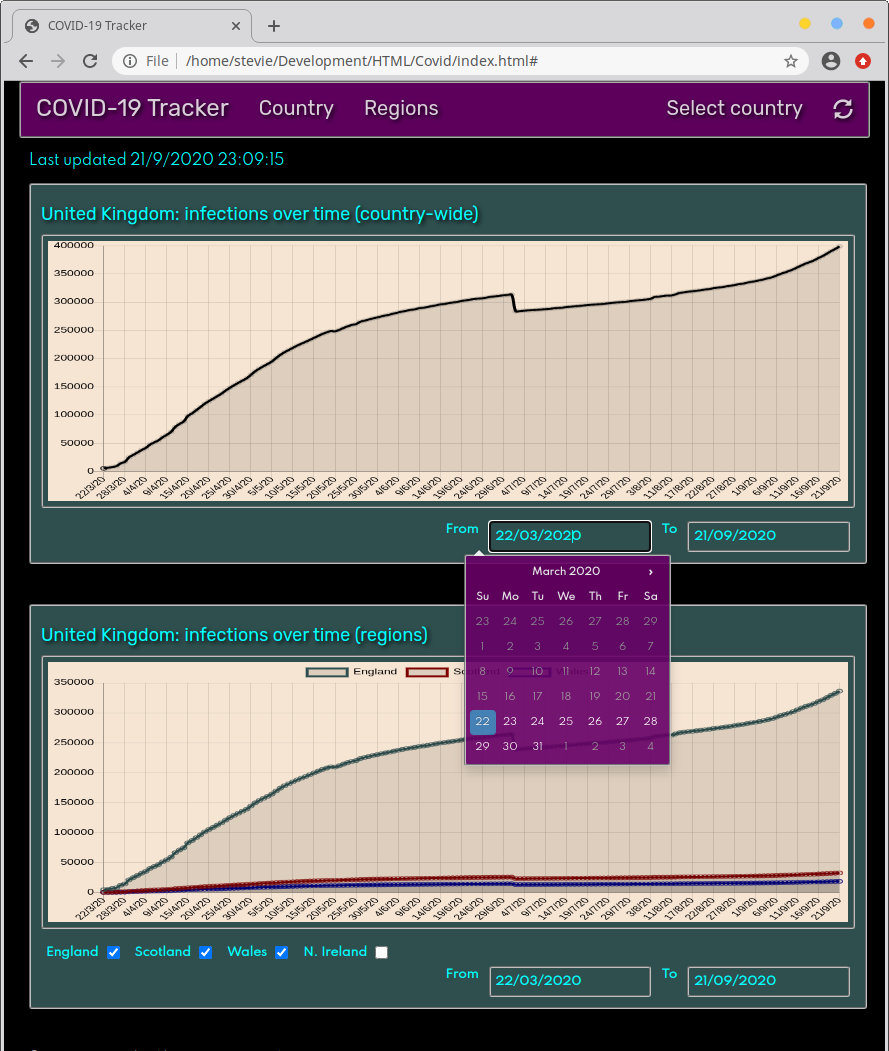 COVID-19 Tracker
File /home/stevie/Development/HTML/Covid/index.html#
COVID-19 Tracker Country Regions Select country
Last updated 21/9/2020 23:09:15
United Kingdom: infections over time (country-wide)
400000
350000
300000
250000
200000
150000
100000
50000
0
22/3/20 28/3/20 4/4/20 9/4/20 15/4/20 20/4/20 25/4/20 30/4/20 5/5/20 10/5/20 15/5/20 20/5/20 25/5/20 30/5/20 4/6/20 9/6/20 14/6/20 19/6/20 24/6/20 29/6/20 4/7/20 9/7/20 14/7/20 19/7/20 24/7/20 29/7/20 3/8/20 11/8/20 17/8/20 22/8/20 27/8/20 1/9/20 6/9/20 11/9/20 16/9/20 21/9/20
From 22/03/2020 To 21/09/2020
March 2020 ›
Su Mo Tu We Th Fr Sa
23 24 25 26 27 28 29
1 2 3 4 5 6 7
8 9 10 11 12 13 14
15 16 17 18 19 20 21
22 23 24 25 26 27 28
29 30 31 1 2 3 4
United Kingdom: infections over time (regions)
England
350000
300000
250000
200000
150000
100000
50000
0
22/3/20 28/3/20 4/4/20 9/4/20 15/4/20 20/4/20 25/4/20 30/4/20 5/5/20 10/5/20 15/5/20 20/5/20 25/5/20 30/5/20 4/6/20 9/6/20 14/6/20 19/6/20 24/6/20 29/6/20 4/7/20 9/7/20 14/7/20 19/7/20 24/7/20 29/7/20 3/8/20 11/8/20 17/8/20 22/8/20 27/8/20 1/9/20 6/9/20 11/9/20 16/9/20 21/9/20
England Scotland Wales N. Ireland
From 22/03/2020 To 21/09/2020